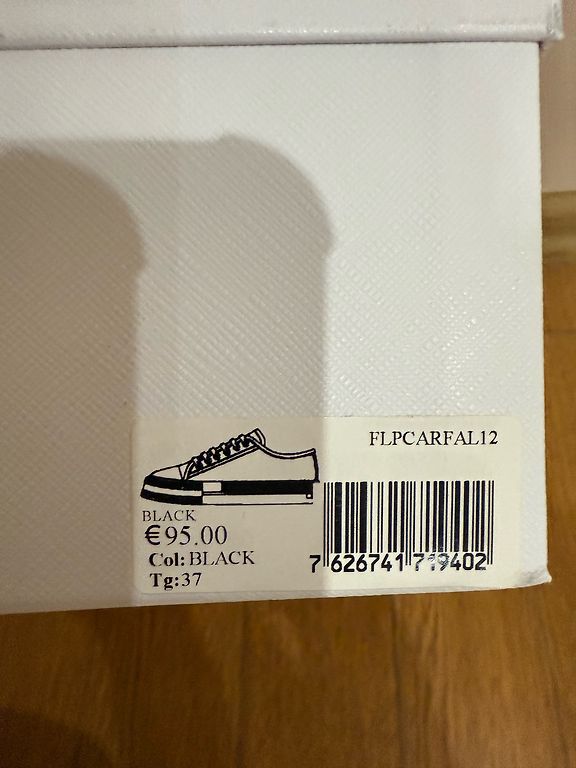 FLPCARFAL12
BLACK
€95.00
Col: BLACK
Tg:37
7 626741 719402